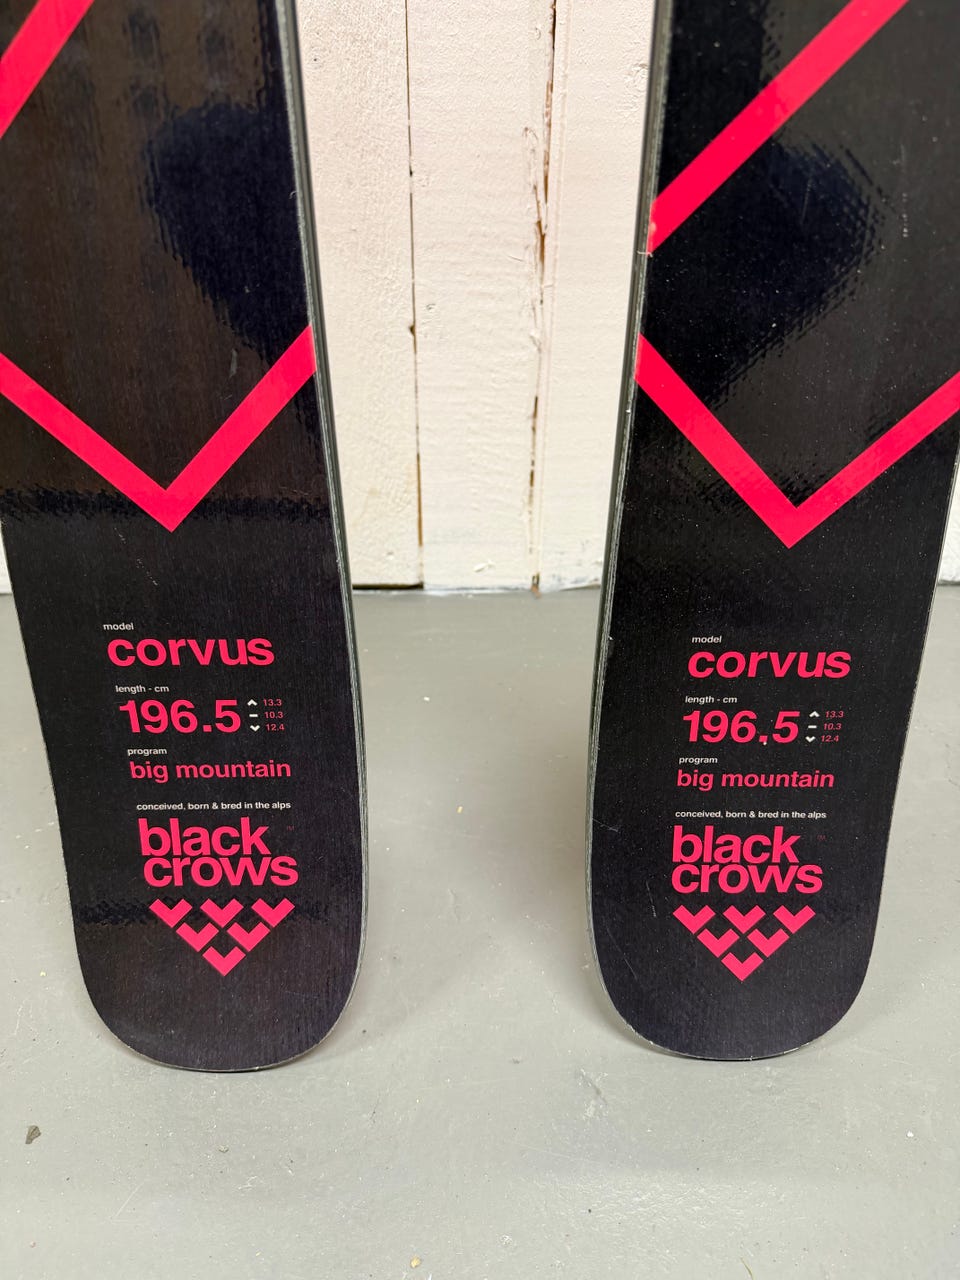 model
corvus
length - cm
196.5
13.3
10.3
12.4
program
big mountain
conceived, born & bred in the alps
black
crows
TM
model
corvus
length - cm
196.5
13.3
10.3
12.4
program
big mountain
conceived, born & bred in the alps
black
crows
TM